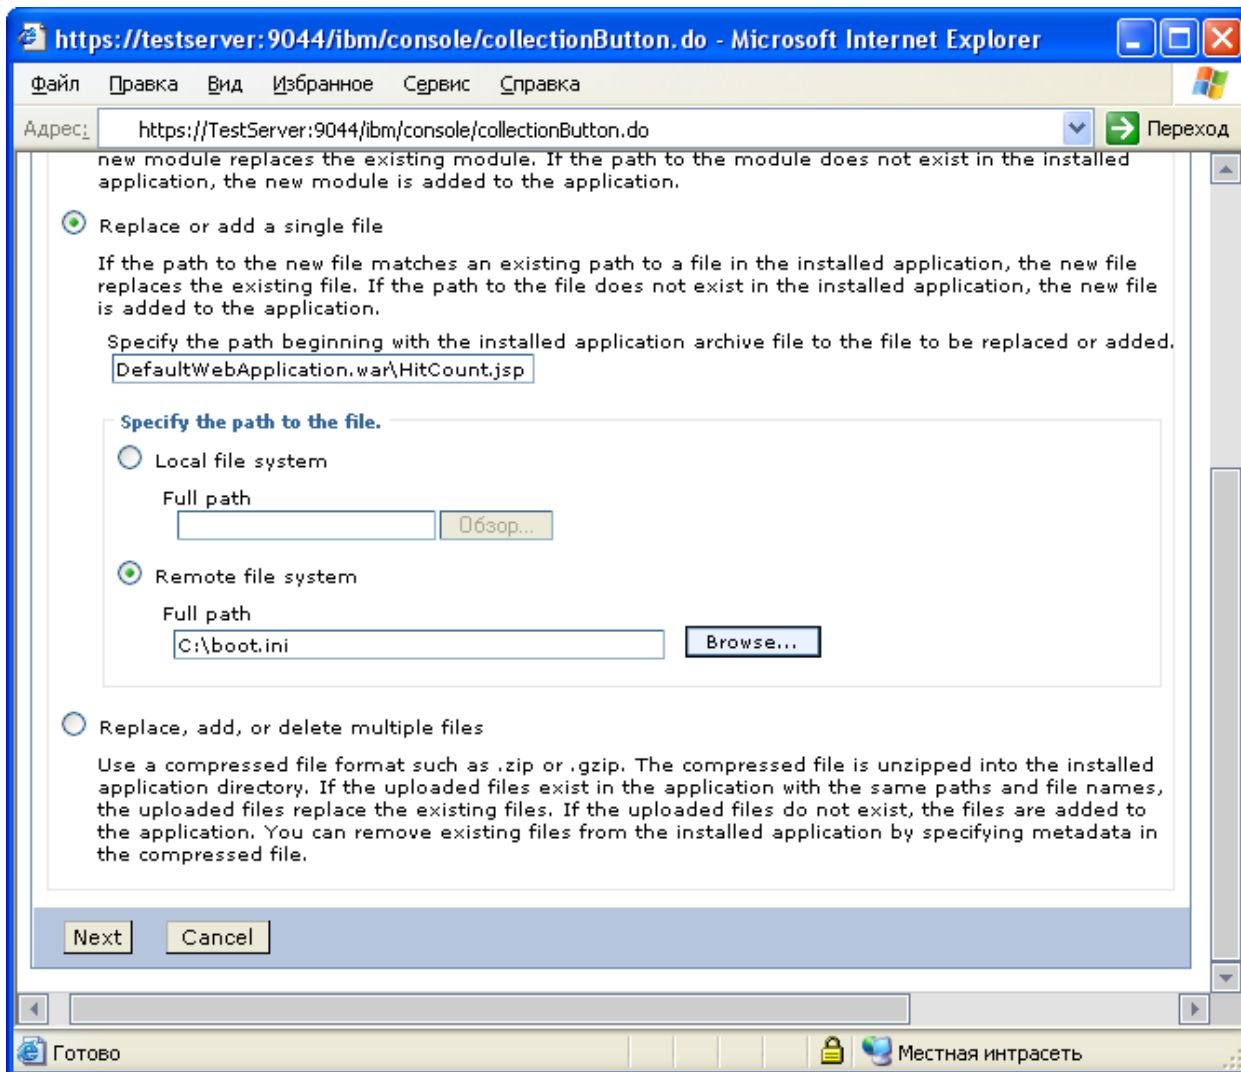 https://testserver:9044/ibm/console/collectionButton.do - Microsoft Internet Explorer
Файл Правка Вид Избранное Сервис Справка
Адрес: https://TestServer:9044/ibm/console/collectionButton.do Переход
new module replaces the existing module. If the path to the module does not exist in the installed
application, the new module is added to the application.
Replace or add a single file
If the path to the new file matches an existing path to a file in the installed application, the new file
replaces the existing file. If the path to the file does not exist in the installed application, the new file
is added to the application.
Specify the path beginning with the installed application archive file to the file to be replaced or added.
DefaultWebApplication.war\HitCount.jsp
Specify the path to the file.
Local file system
Full path
Обзор...
Remote file system
Full path
C:\boot.ini Browse...
Replace, add, or delete multiple files
Use a compressed file format such as .zip or .gzip. The compressed file is unzipped into the installed
application directory. If the uploaded files exist in the application with the same paths and file names,
the uploaded files replace the existing files. If the uploaded files do not exist, the files are added to
the application. You can remove existing files from the installed application by specifying metadata in
the compressed file.
Next Cancel
Готово Местная интрасеть